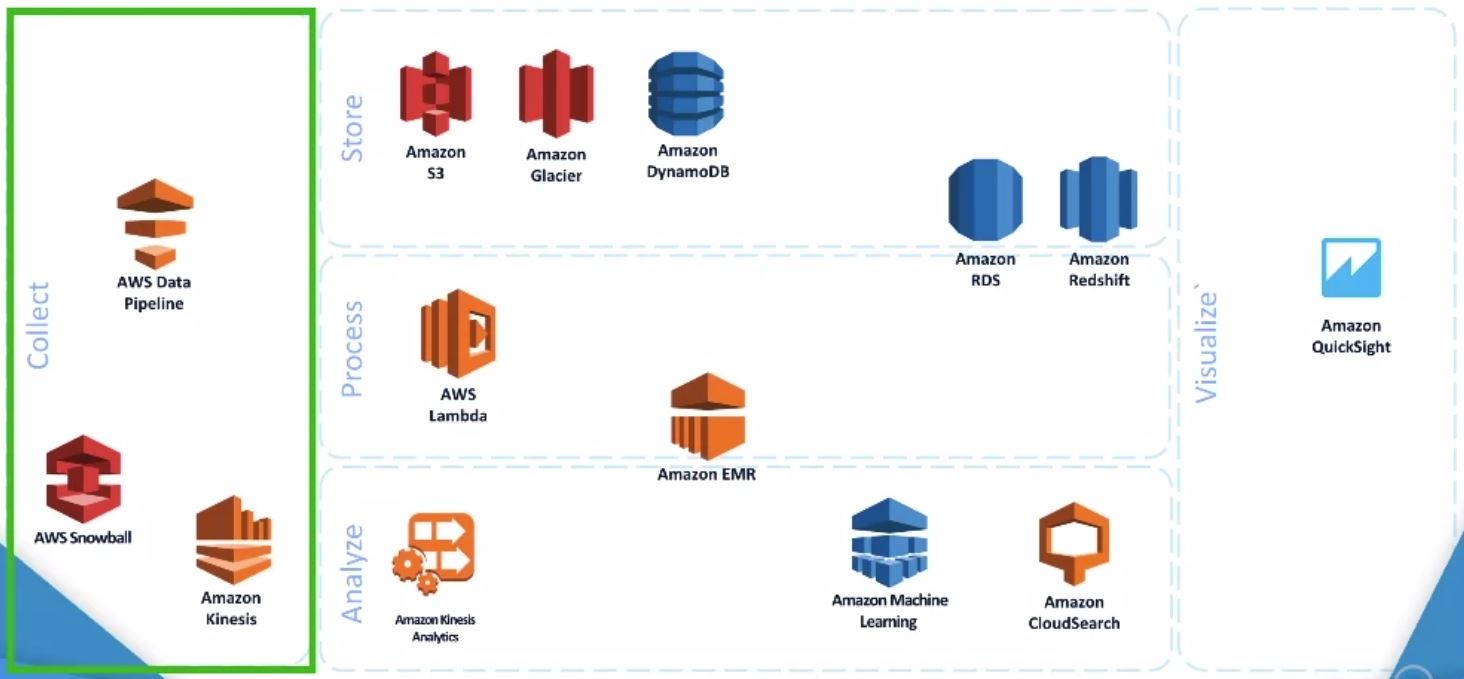 Collect
AWS Data
Pipeline
AWS Snowball
Amazon
Kinesis
Store
Amazon
S3
Amazon
Glacier
Amazon
DynamoDB
Amazon
RDS
Amazon
Redshift
Process
AWS
Lambda
Amazon EMR
Analyze
Amazon Kinesis
Analytics
Amazon Machine
Learning
Amazon
CloudSearch
Visualize`
Amazon
QuickSight